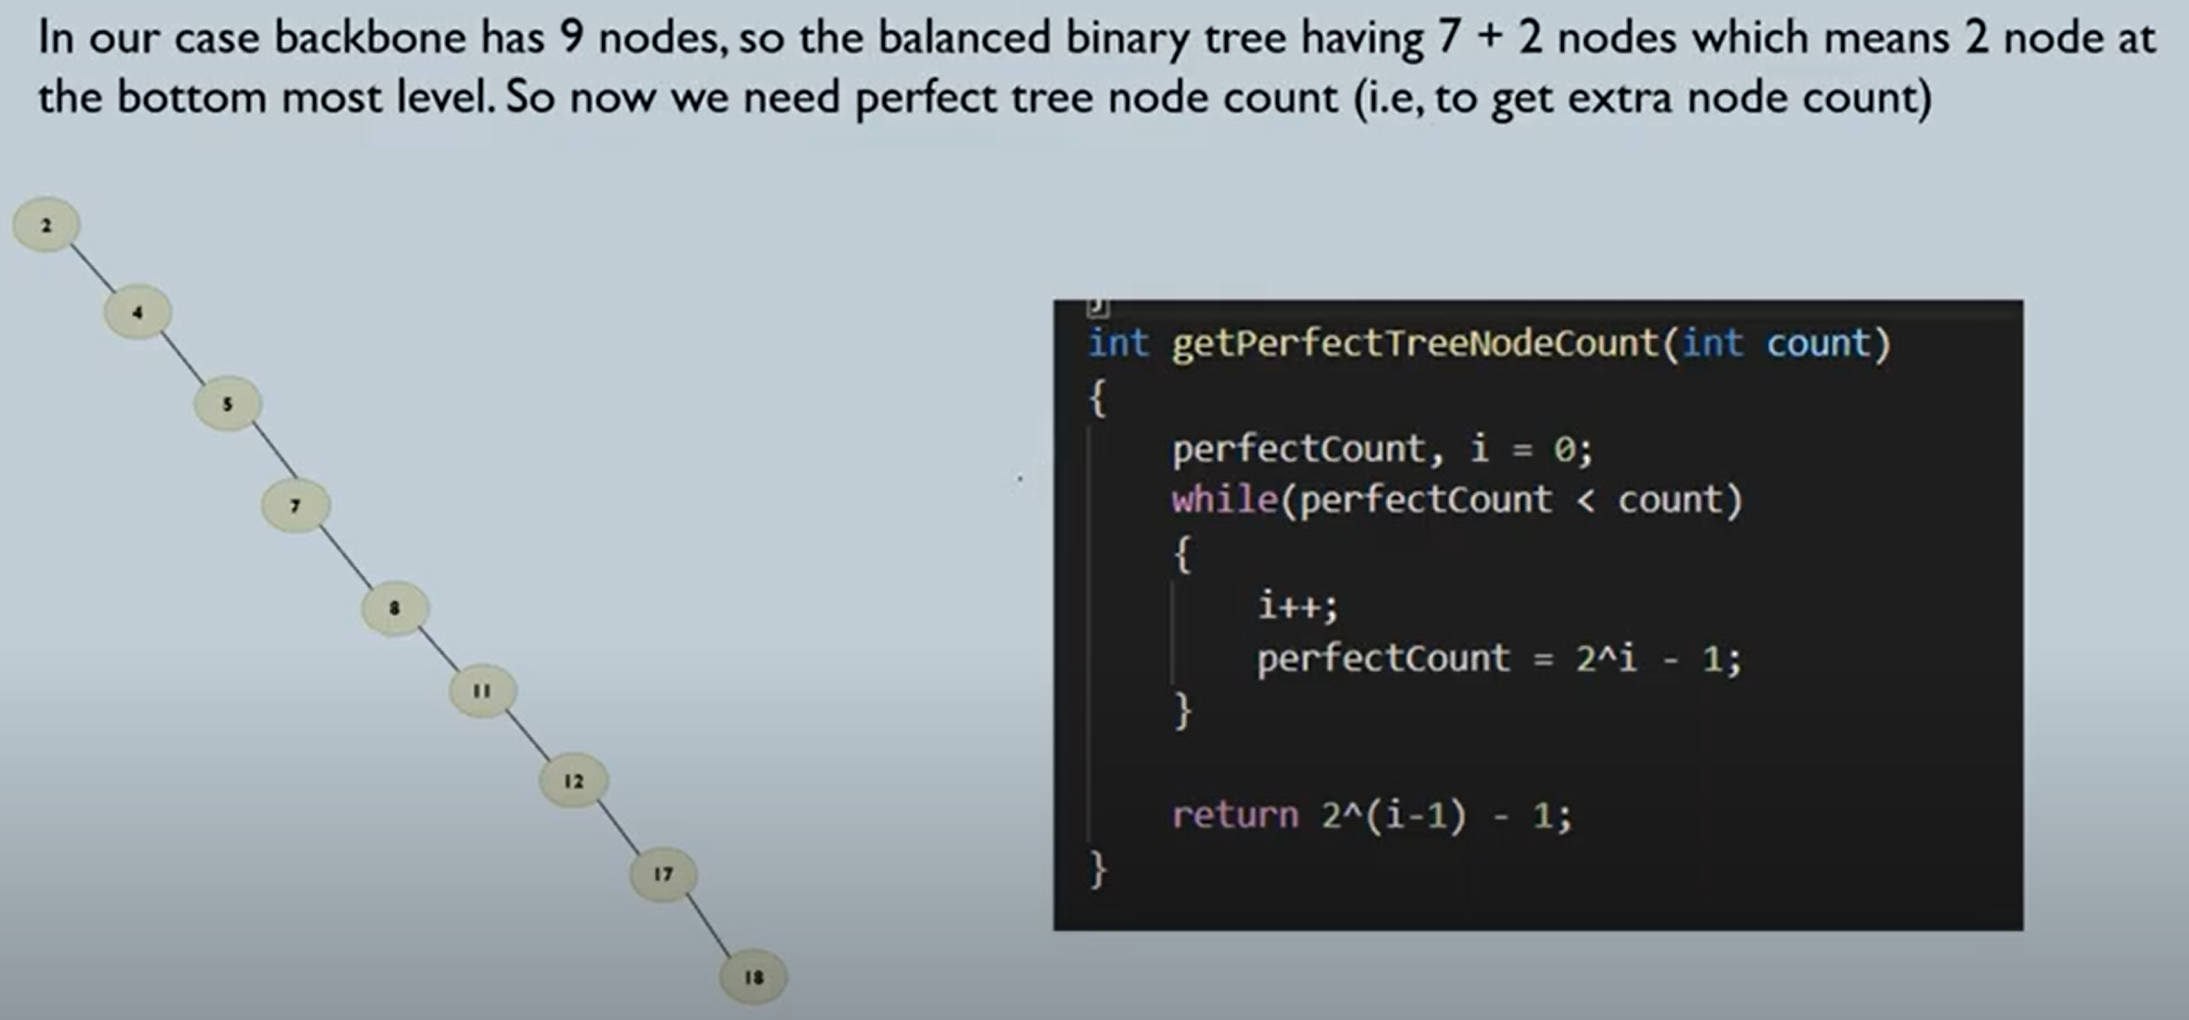 In our case backbone has 9 nodes, so the balanced binary tree having 7 + 2 nodes which means 2 node at
the bottom most level. So now we need perfect tree node count (i.e, to get extra node count)
2
4
5
7
8
11
12
17
18
}
int getPerfectTreeNodeCount(int count)
{
perfectCount, i = 0;
while(perfectCount < count)
{
i++;
perfectCount = 2^i - 1;
}
return 2^(i-1) - 1;
}